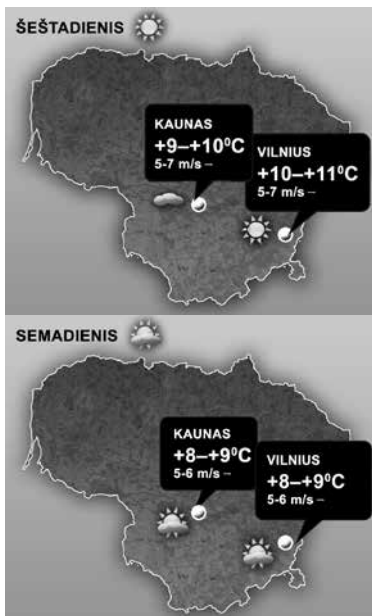 ŠEŠTADIENIS
KAUNAS
+9–+10⁰C
5-7 m/s –
VILNIUS
+10–+11⁰C
5-7 m/s –
SEMADIENIS
KAUNAS
+8–+9⁰C
5-6 m/s –
VILNIUS
+8–+9⁰C
5-6 m/s –